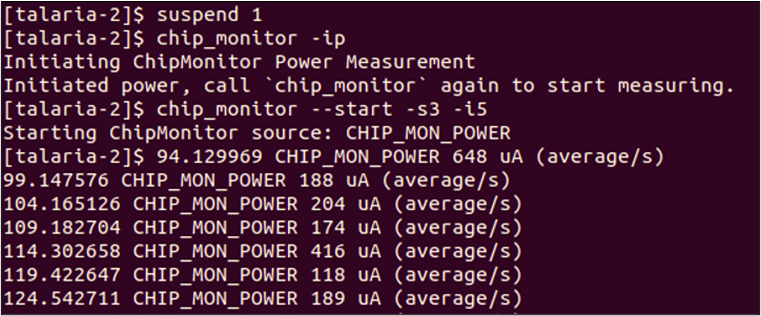 [talaria-2]$ suspend 1
[talaria-2]$ chip_monitor -ip
Initiating ChipMonitor Power Measurement
Initiated power, call `chip_monitor` again to start measuring.
[talaria-2]$ chip_monitor --start -s3 -i5
Starting ChipMonitor source: CHIP_MON_POWER
[talaria-2]$ 94.129969 CHIP_MON_POWER 648 uA (average/s)
99.147576 CHIP_MON_POWER 188 uA (average/s)
104.165126 CHIP_MON_POWER 204 uA (average/s)
109.182704 CHIP_MON_POWER 174 uA (average/s)
114.302658 CHIP_MON_POWER 416 uA (average/s)
119.422647 CHIP_MON_POWER 118 uA (average/s)
124.542711 CHIP_MON_POWER 189 uA (average/s)